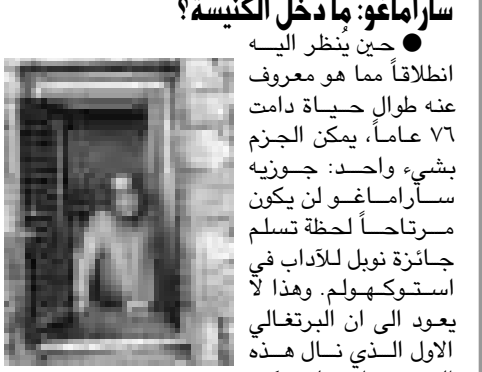 ساراماغو: ما دخل الكنيسة؟
● حين يُنظر اليه
انطلاقاً مما هو معروف
عنه طوال حياة دامت
٧٦ عاماً، يمكن الجزم
بشيء واحد: جوزيه
ساراماغو لن يكون
مرتاحاً لحظة تسلم
جائزة نوبل للآداب في
استوكهولم. وهذا لا
يعود الى ان البرتغالي
الاول الذي نال هذه